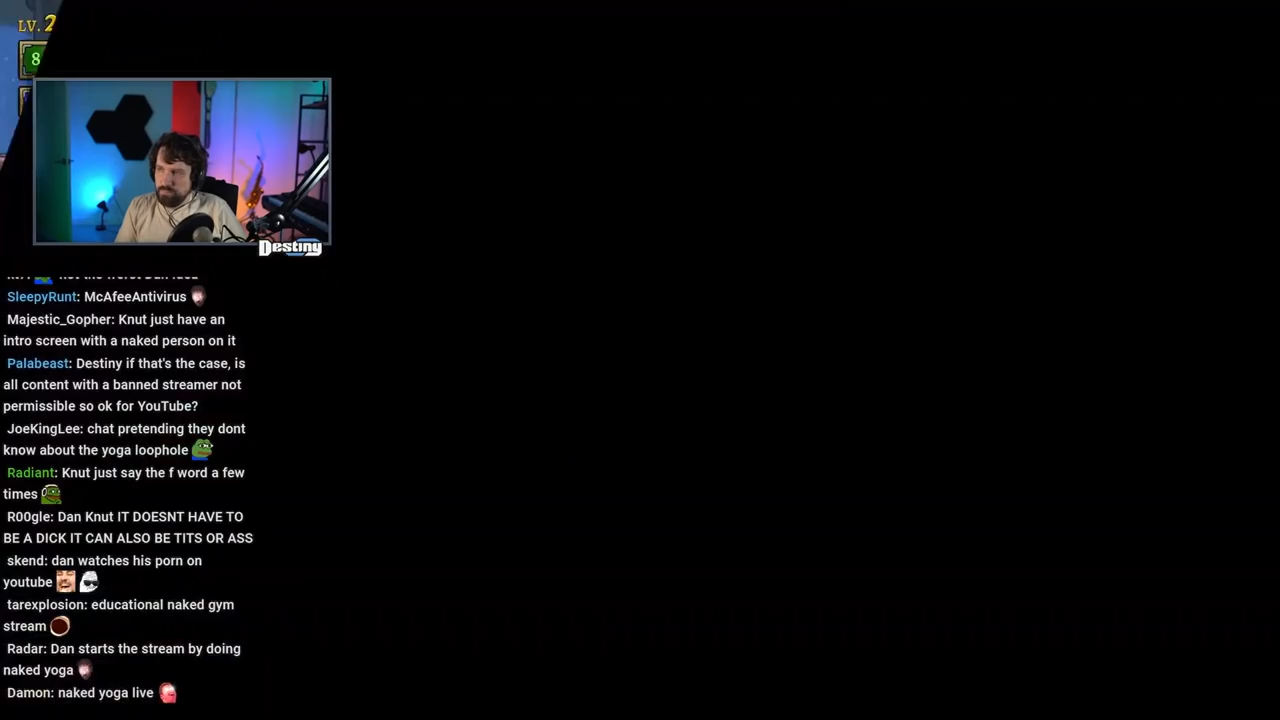 LV.2
8
Destiny
not the worst Dan idea
SleepyRunt: McAfeeAntivirus
Majestic_Gopher: Knut just have an
intro screen with a naked person on it
Palabeast: Destiny if that's the case, is
all content with a banned streamer not
permissible so ok for YouTube?
JoeKingLee: chat pretending they dont
know about the yoga loophole
Radiant: Knut just say the f word a few
times
R00gle: Dan Knut IT DOESNT HAVE TO
BE A DICK IT CAN ALSO BE TITS OR ASS
skend: dan watches his porn on
youtube
tarexplosion: educational naked gym
stream
Radar: Dan starts the stream by doing
naked yoga
Damon: naked yoga live